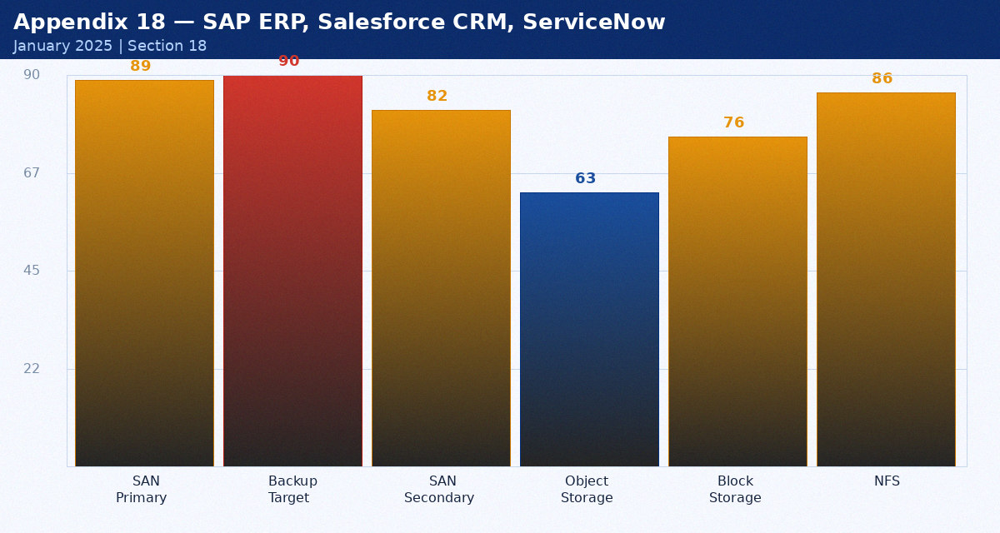 Appendix 18 — SAP ERP, Salesforce CRM, ServiceNow
January 2025 | Section 18
89
90
82
63
76
86
90
67
45
22
SAN
Primary
Backup
Target
SAN
Secondary
Object
Storage
Block
Storage
NFS